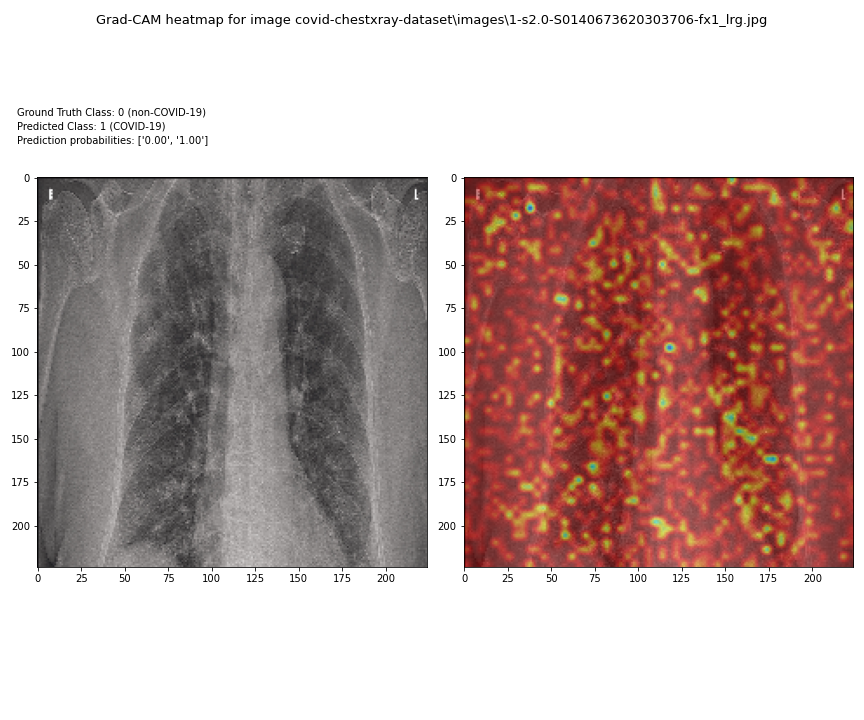 Grad-CAM heatmap for image covid-chestxray-dataset\images\1-s2.0-S0140673620303706-fx1_lrg.jpg
Ground Truth Class: 0 (non-COVID-19)
Predicted Class: 1 (COVID-19)
Prediction probabilities: ['0.00', '1.00']
0
25
50
75
100
125
150
175
200
0 25 50 75 100 125 150 175 200
L
0
25
50
75
100
125
150
175
200
0 25 50 75 100 125 150 175 200
L